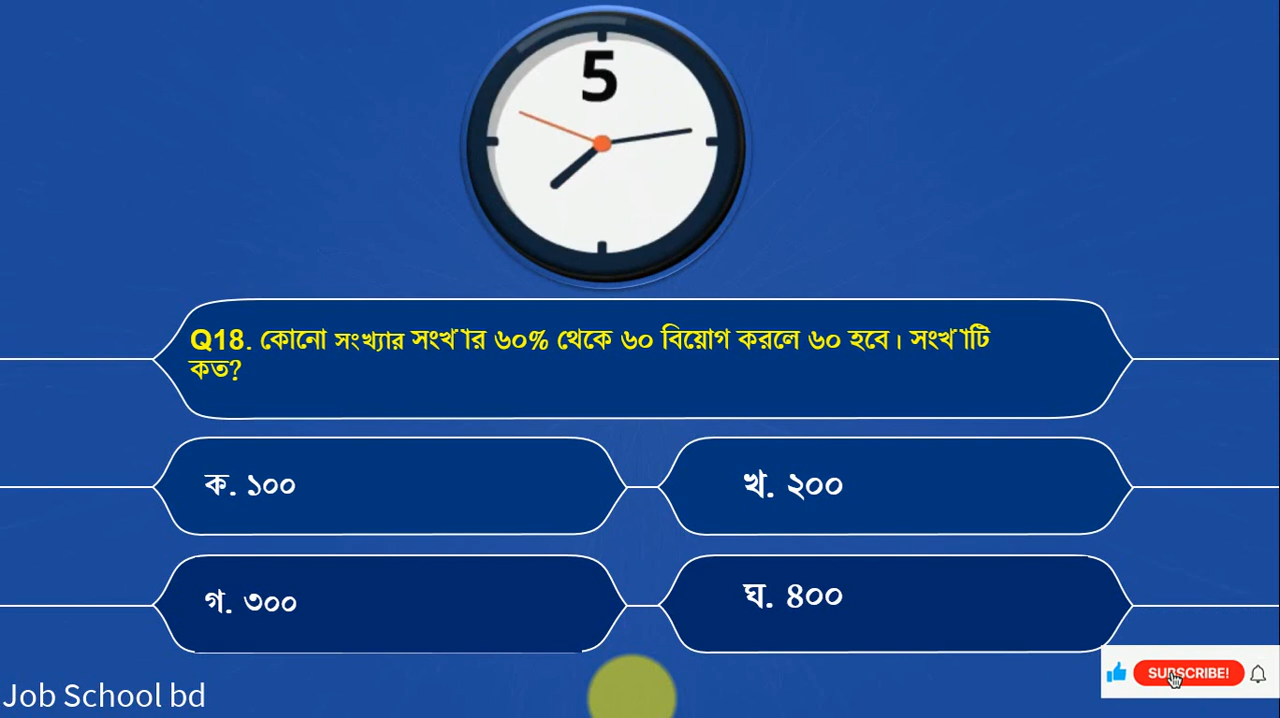 5
Q18. কোনো সংখ্যার সংখ্যার ৬০% থেকে ৬০ বিয়োগ করলে ৬০ হবে। সংখ্যাটি
কত?
ক. ১০০
খ. ২০০
গ. ৩০০
ঘ. ৪০০
Job School bd
SUBSCRIBE!